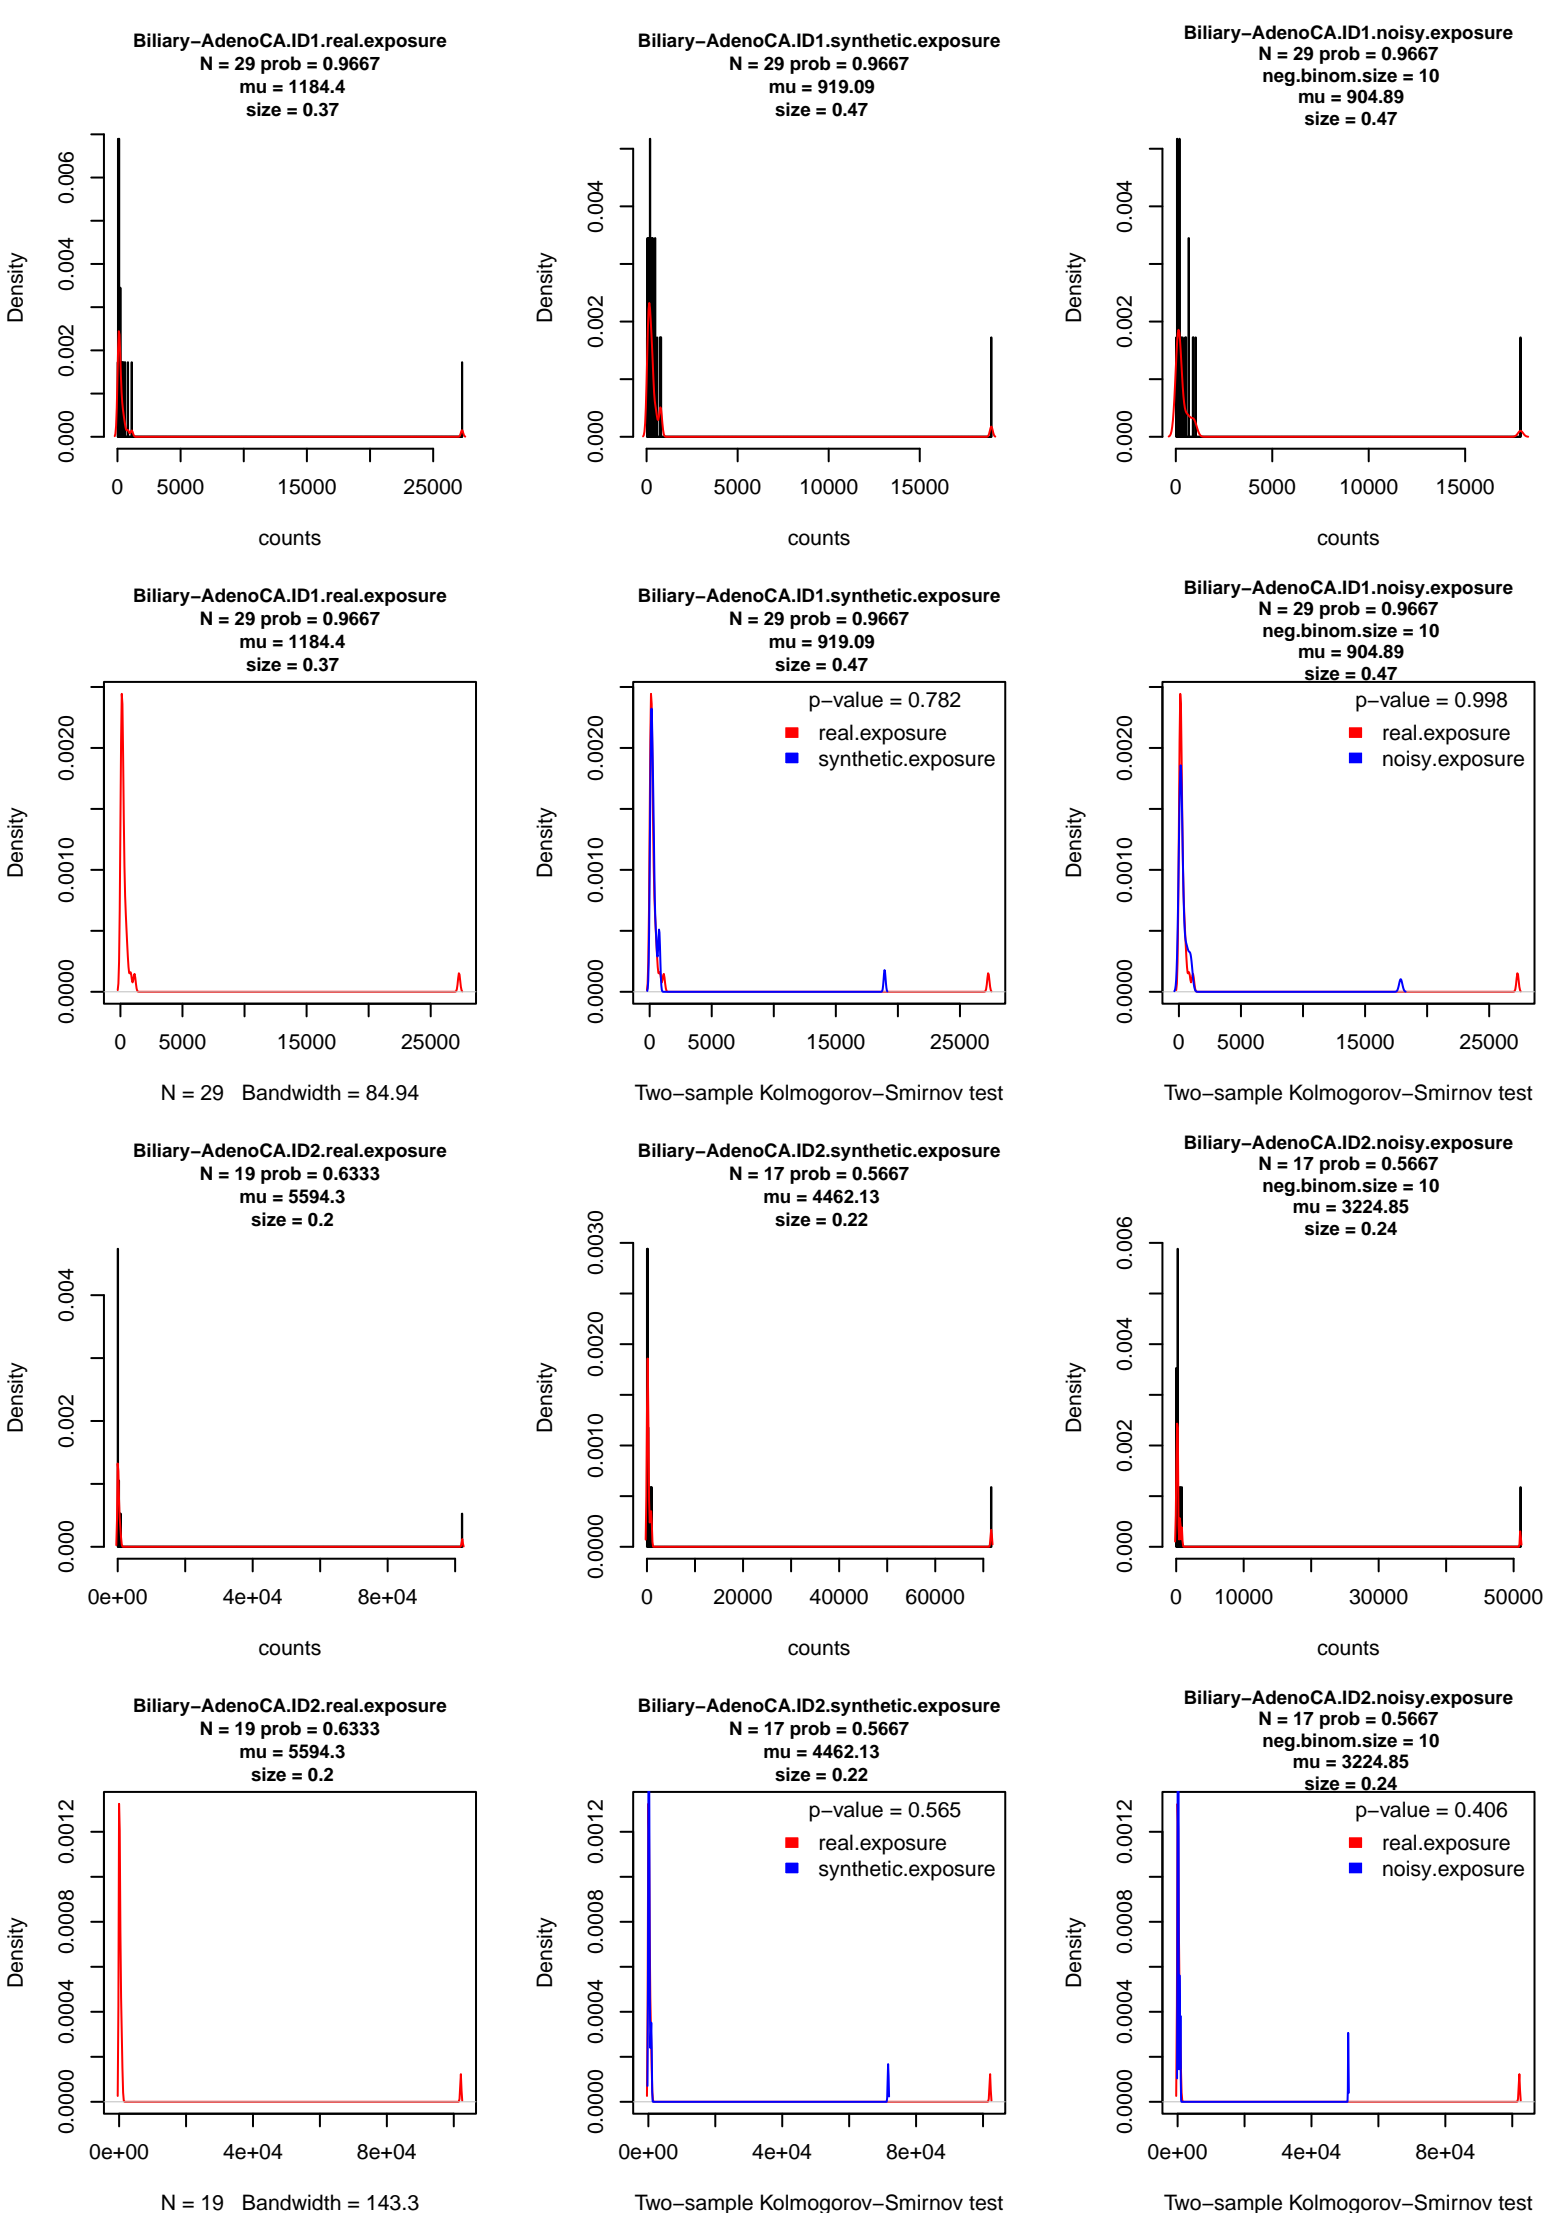 Biliary−AdenoCA.ID1.real.exposure
N = 29 prob = 0.9667
mu = 1184.4
size = 0.37
Density
0.000
0.002
0.004
0.006
0
5000
15000
25000
counts
Biliary−AdenoCA.ID1.synthetic.exposure
N = 29 prob = 0.9667
mu = 919.09
size = 0.47
Density
0.000
0.002
0.004
0
5000
10000
15000
counts
Biliary−AdenoCA.ID1.noisy.exposure
N = 29 prob = 0.9667
neg.binom.size = 10
mu = 904.89
size = 0.47
Density
0.000
0.002
0.004
0
5000
10000
15000
counts
Biliary−AdenoCA.ID1.real.exposure
N = 29 prob = 0.9667
mu = 1184.4
size = 0.37
Density
0.0000
0.0010
0.0020
0
5000
15000
25000
N = 29 Bandwidth = 84.94
Biliary−AdenoCA.ID1.synthetic.exposure
N = 29 prob = 0.9667
mu = 919.09
size = 0.47
p−value = 0.782
real.exposure
synthetic.exposure
Density
0.0000
0.0010
0.0020
0
5000
15000
25000
Two−sample Kolmogorov−Smirnov test
Biliary−AdenoCA.ID1.noisy.exposure
N = 29 prob = 0.9667
neg.binom.size = 10
mu = 904.89
size = 0.47
p−value = 0.998
real.exposure
noisy.exposure
Density
0.0000
0.0010
0.0020
0
5000
15000
25000
Two−sample Kolmogorov−Smirnov test
Biliary−AdenoCA.ID2.real.exposure
N = 19 prob = 0.6333
mu = 5594.3
size = 0.2
Density
0.000
0.002
0.004
0e+00
4e+04
8e+04
counts
Biliary−AdenoCA.ID2.synthetic.exposure
N = 17 prob = 0.5667
mu = 4462.13
size = 0.22
Density
0.0000
0.0010
0.0020
0.0030
0
20000
40000
60000
counts
Biliary−AdenoCA.ID2.noisy.exposure
N = 17 prob = 0.5667
neg.binom.size = 10
mu = 3224.85
size = 0.24
Density
0.000
0.002
0.004
0.006
0
10000
30000
50000
counts
Biliary−AdenoCA.ID2.real.exposure
N = 19 prob = 0.6333
mu = 5594.3
size = 0.2
Density
0.0000
0.0004
0.0008
0.0012
0e+00
4e+04
8e+04
N = 19 Bandwidth = 143.3
Biliary−AdenoCA.ID2.synthetic.exposure
N = 17 prob = 0.5667
mu = 4462.13
size = 0.22
p−value = 0.565
real.exposure
synthetic.exposure
Density
0.0000
0.0004
0.0008
0.0012
0e+00
4e+04
8e+04
Two−sample Kolmogorov−Smirnov test
Biliary−AdenoCA.ID2.noisy.exposure
N = 17 prob = 0.5667
neg.binom.size = 10
mu = 3224.85
size = 0.24
p−value = 0.406
real.exposure
noisy.exposure
Density
0.0000
0.0004
0.0008
0.0012
0e+00
4e+04
8e+04
Two−sample Kolmogorov−Smirnov test